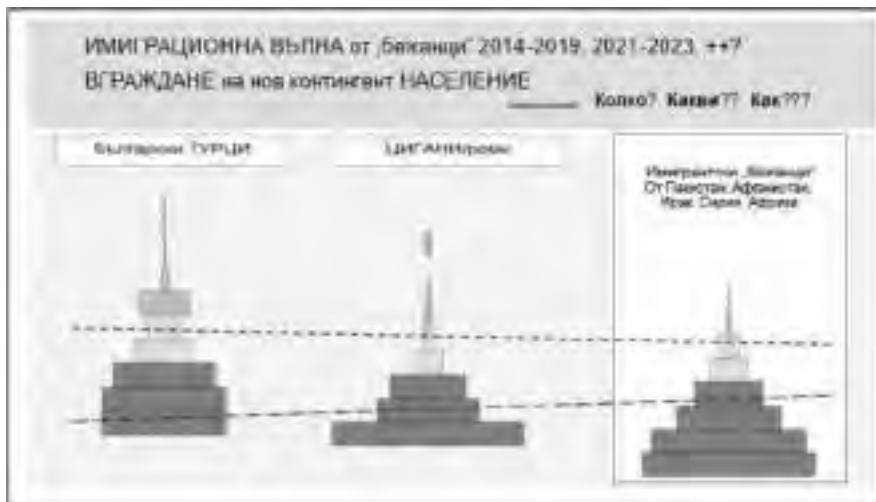 ИМИГРАЦИОННА ВЪЛНА от „бежанци“ 2014-2019, 2021-2023, ++?
ВГРАЖДАНЕ на нов контингент НАСЕЛЕНИЕ
Колко? Какви?? Как???
Български ТУРЦИ
ЦИГАНИ/роми
Имигранти „бежанци“
От Пакистан, Афганистан,
Ирак, Сирия, Африка